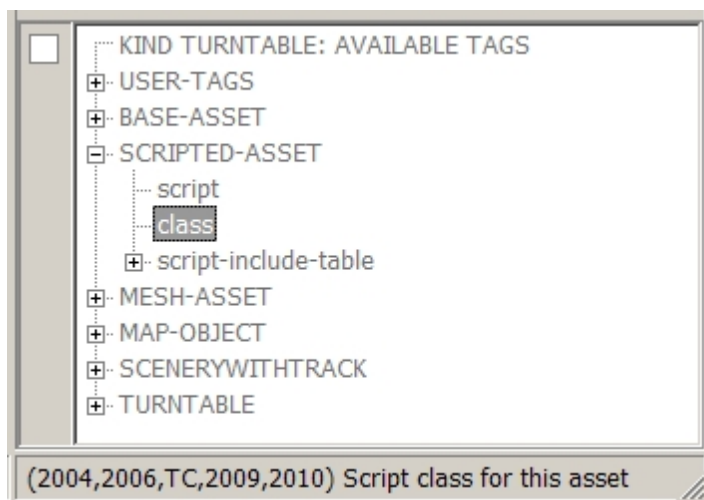 KIND TURNTABLE: AVAILABLE TAGS
USER-TAGS
BASE-ASSET
SCRIPTED-ASSET
script
class
script-include-table
MESH-ASSET
MAP-OBJECT
SCENERYWITHTRACK
TURNTABLE
(2004,2006,TC,2009,2010) Script class for this asset